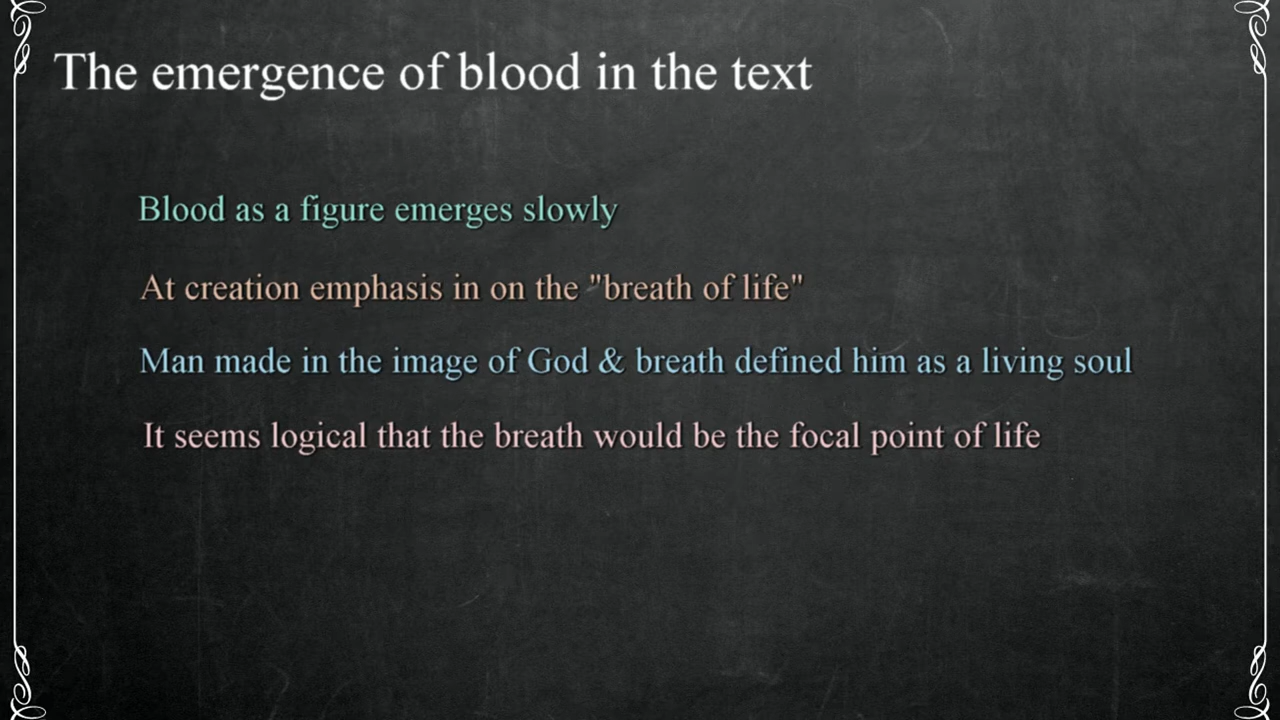 The emergence of blood in the text
Blood as a figure emerges slowly
At creation emphasis in on the "breath of life"
Man made in the image of God & breath defined him as a living soul
It seems logical that the breath would be the focal point of life